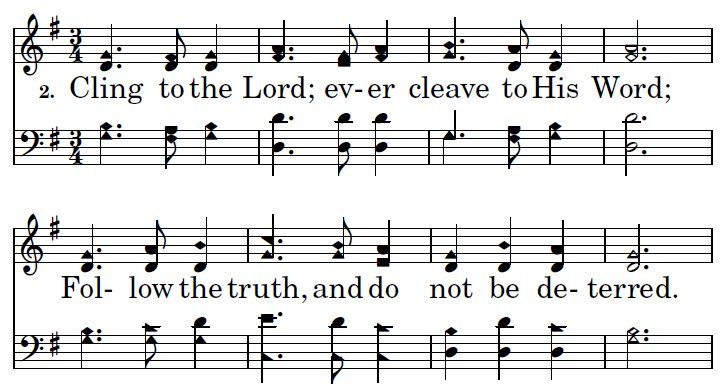 2. Cling to the Lord; ev- er cleave to His Word;
Fol- low the truth, and do not be de- terred.